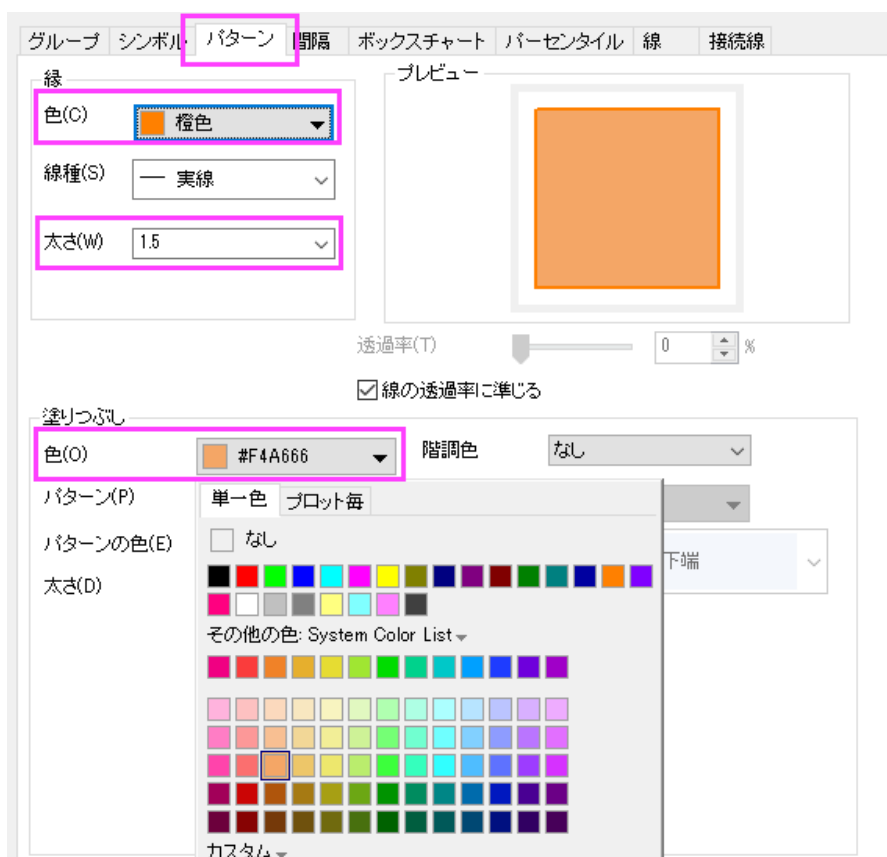 グループ シンボル パターン 間隔 ボックスチャート パーセンタイル 線 接続線
縁
プレビュー
色(C) 橙色
線種(S) 実線
太さ(W) 1.5
透過率(T) 0 %
線の透過率に準じる
塗りつぶし
色(O) #F4A666 階調色 なし
パターン(P) 単一色 プロット毎
パターンの色(E) なし 下端
太さ(D)
その他の色: System Color List
カスタム